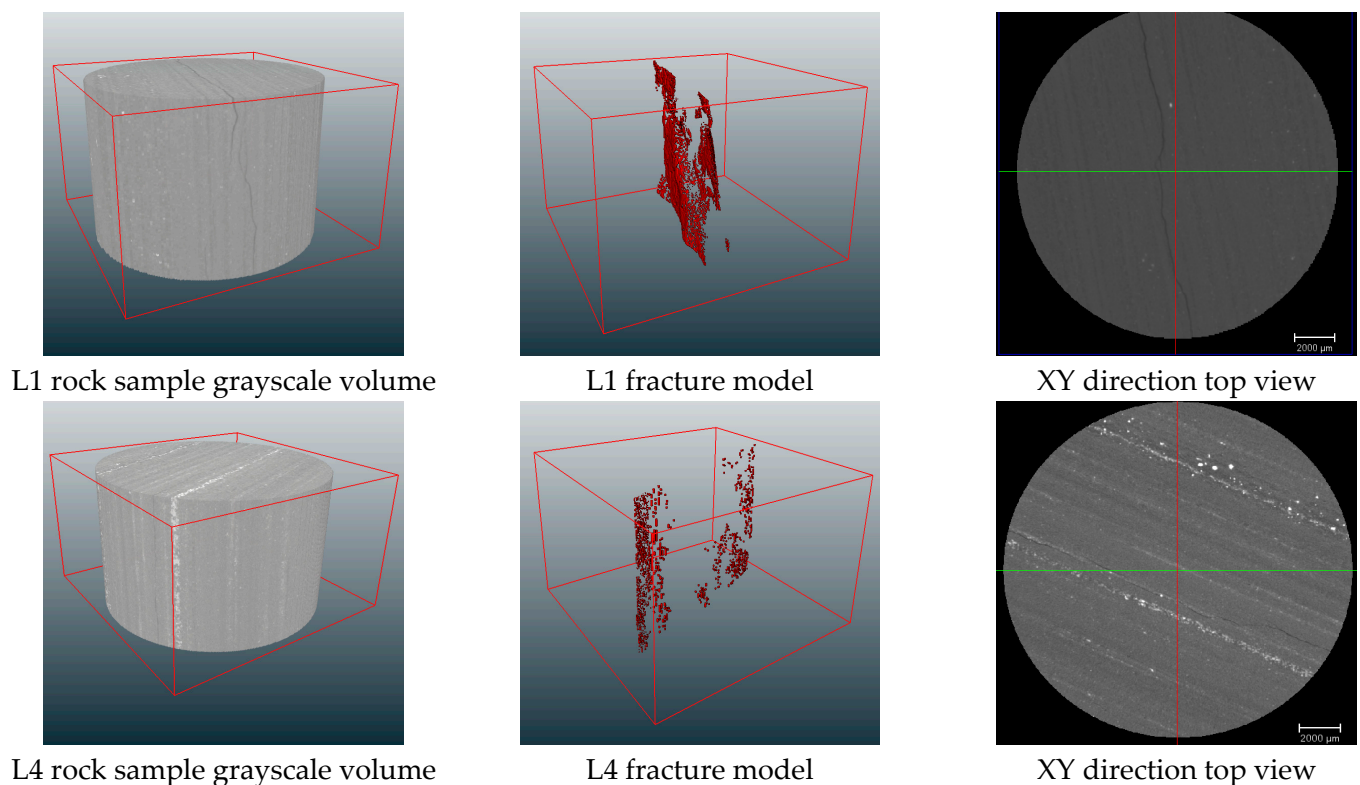 2000 µm
L1 rock sample grayscale volume
L1 fracture model
XY direction top view
2000 µm
L4 rock sample grayscale volume
L4 fracture model
XY direction top view